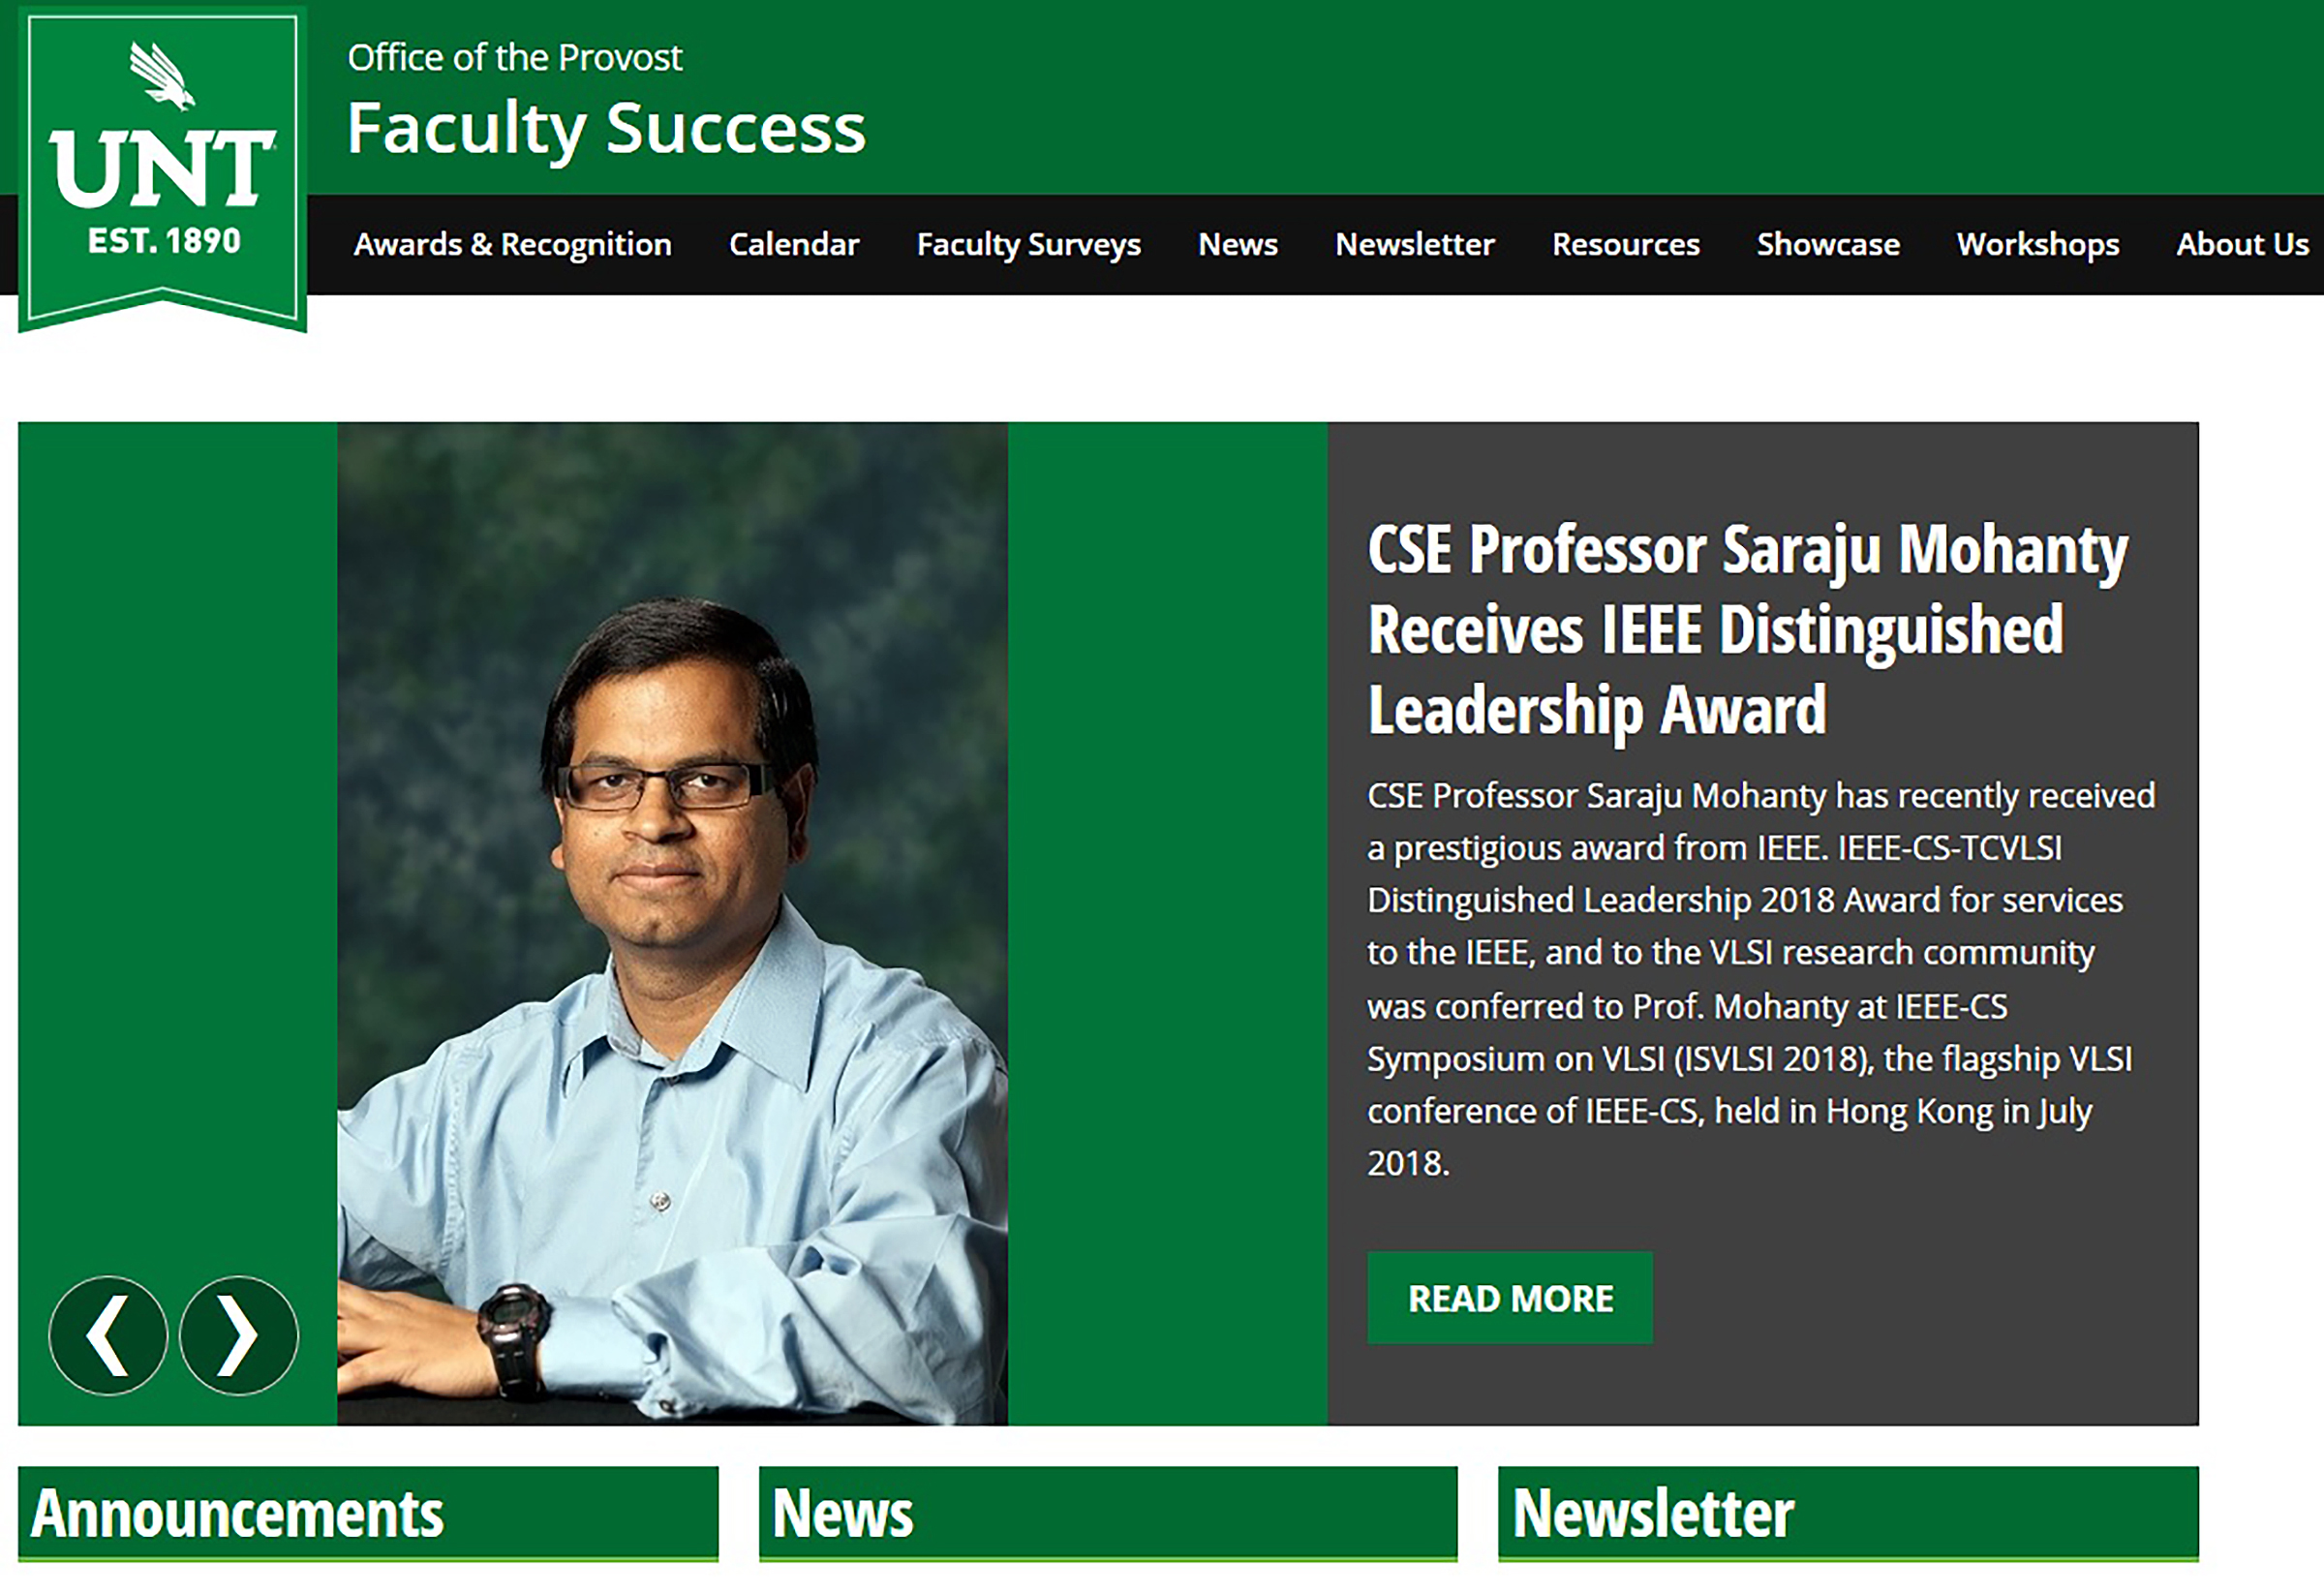 Office of the Provost
Faculty Success
UNT
EST. 1890
Awards & Recognition Calendar Faculty Surveys News Newsletter Resources Showcase Workshops About Us
CSE Professor Saraju Mohanty
Receives IEEE Distinguished
Leadership Award
CSE Professor Saraju Mohanty has recently received
a prestigious award from IEEE. IEEE-CS-TCVLSI
Distinguished Leadership 2018 Award for services
to the IEEE, and to the VLSI research community
was conferred to Prof. Mohanty at IEEE-CS
Symposium on VLSI (ISVLSI 2018), the flagship VLSI
conference of IEEE-CS, held in Hong Kong in July
2018.
READ MORE
Announcements News Newsletter